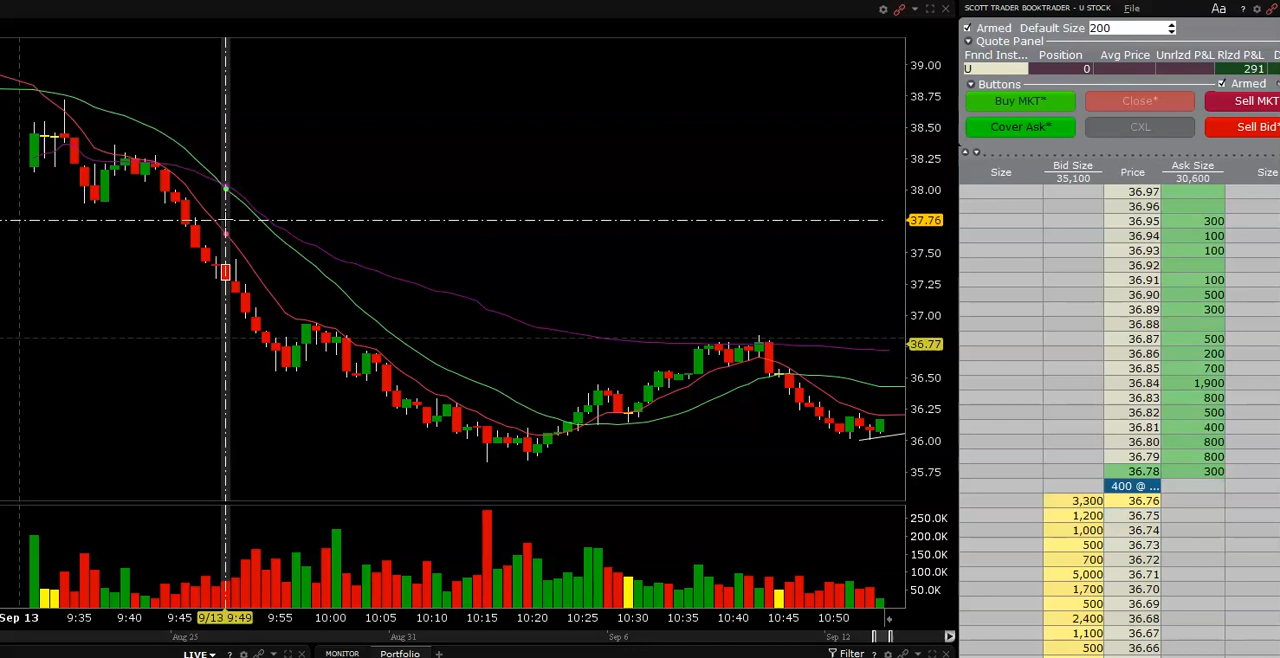 SCOTT TRADER BOOKTRADER - U STOCK File Aa ?
Armed Default Size 200
Quote Panel
Fnncl Inst... Position Avg Price Unrlzd P&L Rlzd P&L D
U 0 291
Buttons Armed
Buy MKT* Close* Sell MKT
Cover Ask* CXL Sell Bid*
Size Bid Size 35,100 Price Ask Size 30,600 Size
36.97
36.96
36.95 300
36.94 100
36.93 100
36.92
36.91 100
36.90 500
36.89 300
36.88
36.87 500
36.86 200
36.85 700
36.84 1,900
36.83 800
36.82 500
36.81 400
36.80 800
36.79 800
36.78 300
400 @ ...
3,300 36.76
1,200 36.75
1,000 36.74
500 36.73
700 36.72
5,000 36.71
1,700 36.70
500 36.69
2,400 36.68
1,100 36.67
500 36.66
39.00
38.75
38.50
38.25
38.00
37.76
37.50
37.25
37.00
36.77
36.50
36.25
36.00
35.75
250.0K
200.0K
150.0K
100.0K
50.0K
Sep 13 9:35 9:40 9:45 9/13 9:49 9:55 10:00 10:05 10:10 10:15 10:20 10:25 10:30 10:35 10:40 10:45 10:50
Aug 25 Aug 31 Sep 6 Sep 12
LIVE ? MONITOR Portfolio + Filter ?